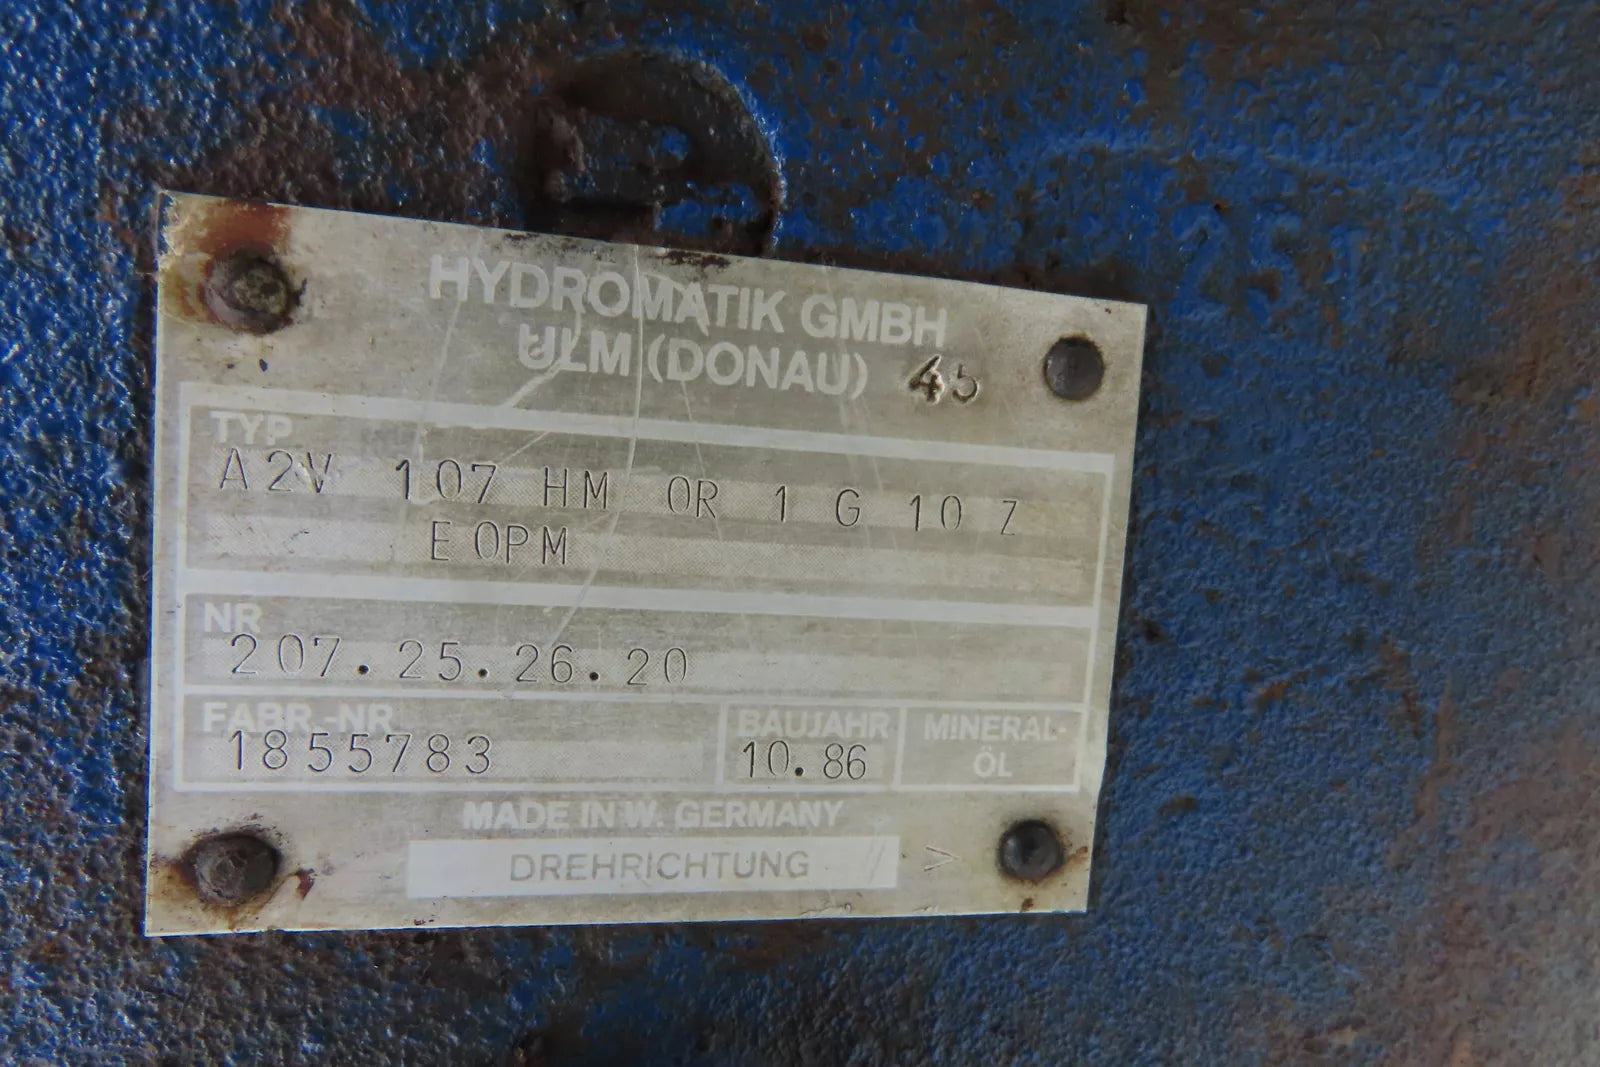 HYDROMATIK GMBH
ULM (DONAU) 45
TYP
A2V 107 HM OR 1 G 10 Z
EOPM
NR
207.25.26.20
FABR.-NR
1855783
BAUJAHR
10.86
MINERAL-
ÖL
MADE IN W. GERMANY
DREHRICHTUNG >